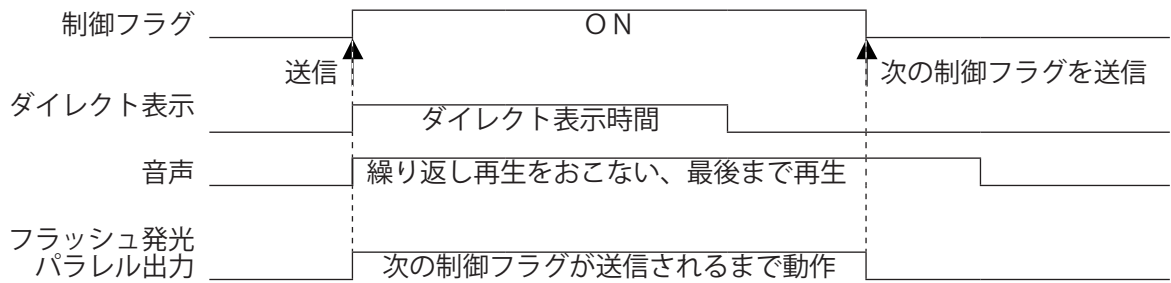 制御フラグ
ON
送信
次の制御フラグを送信
ダイレクト表示
ダイレクト表示時間
音声
繰り返し再生をおこない、最後まで再生
フラッシュ発光
パラレル出力
次の制御フラグが送信されるまで動作